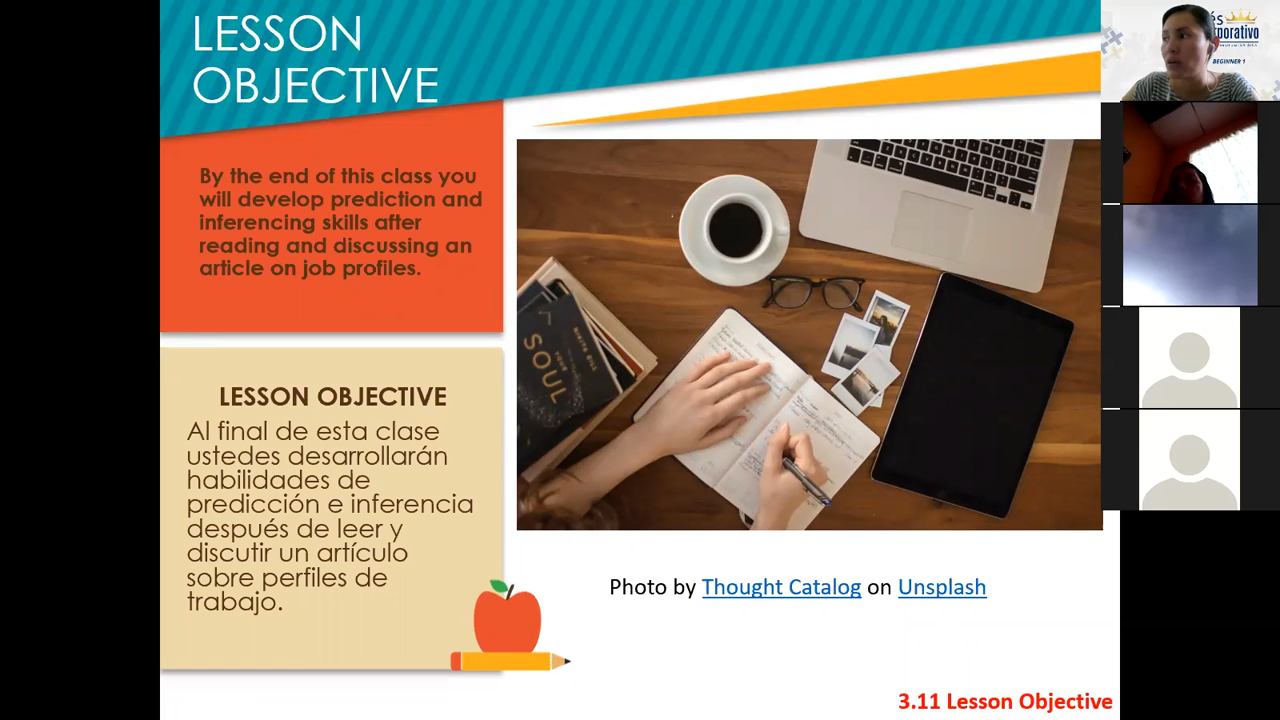 LESSON
OBJECTIVE
By the end of this class you
will develop prediction and
inferencing skills after
reading and discussing an
article on job profiles.
LESSON OBJECTIVE
Al final de esta clase
ustedes desarrollarán
habilidades de
predicción e inferencia
después de leer y
discutir un artículo
sobre perfiles de
trabajo.
YOUR
SOUL
Photo by Thought Catalog on Unsplash
3.11 Lesson Objective
BEGINNER 1